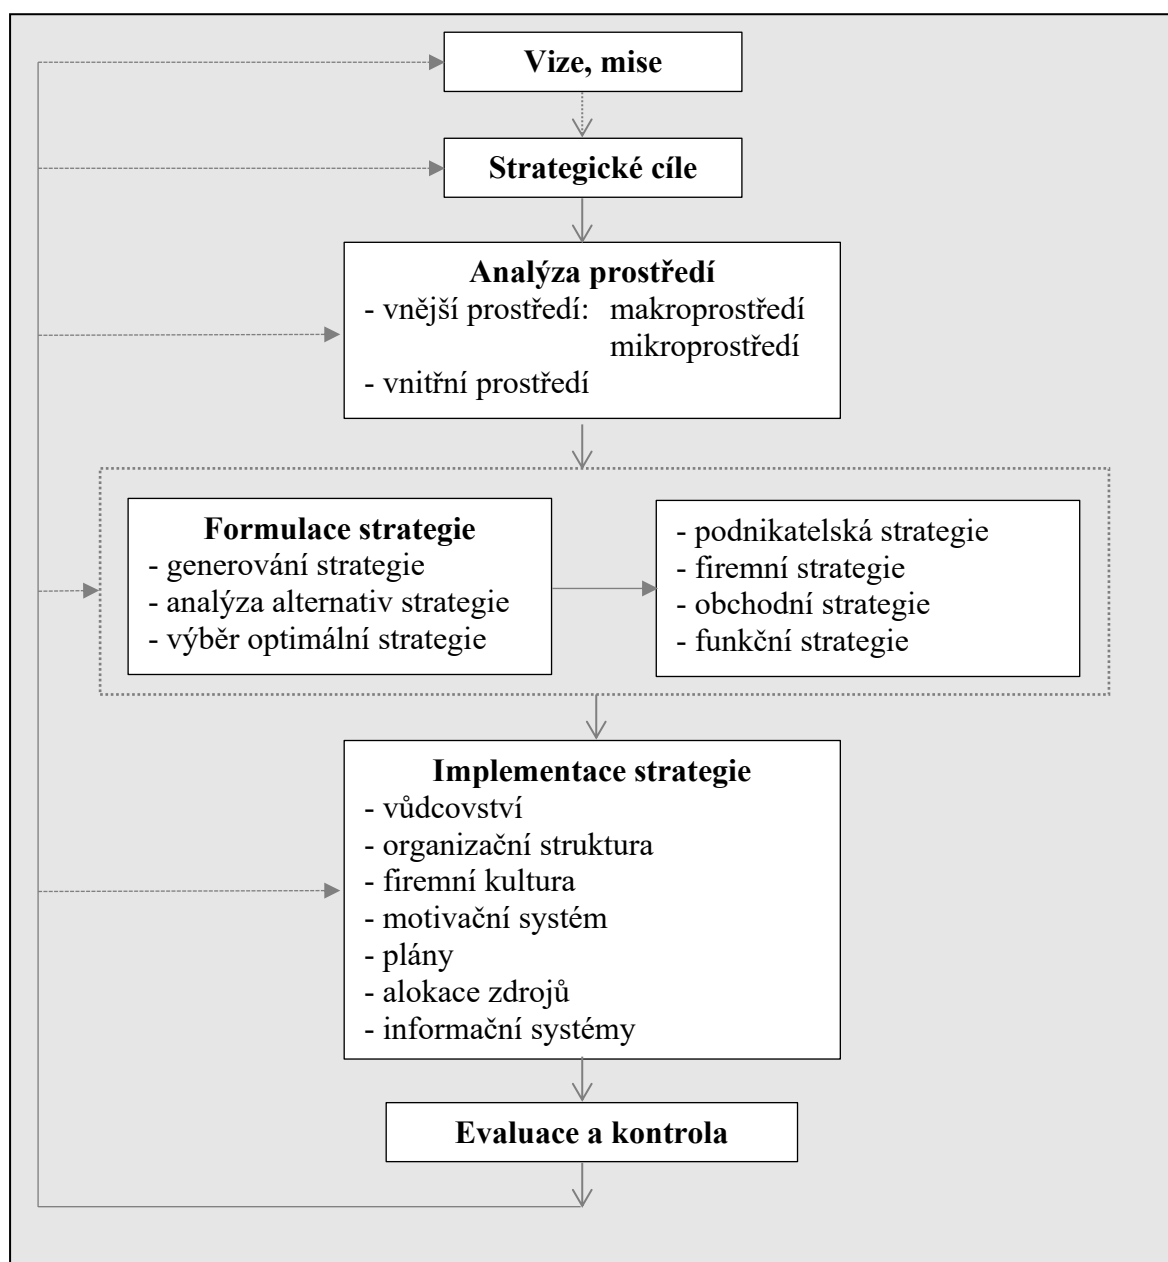 Vize, mise
Strategické cíle
Analýza prostředí
- vnější prostředí: makroprostředí
mikroprostředí
- vnitřní prostředí
Formulace strategie
- generování strategie
- analýza alternativ strategie
- výběr optimální strategie
- podnikatelská strategie
- firemní strategie
- obchodní strategie
- funkční strategie
Implementace strategie
- vůdcovství
- organizační struktura
- firemní kultura
- motivační systém
- plány
- alokace zdrojů
- informační systémy
Evaluace a kontrola